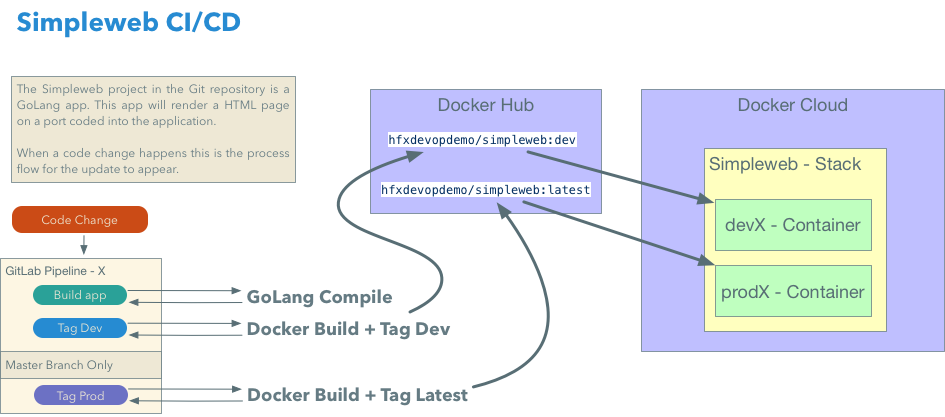 Simpleweb CI/CD
The Simpleweb project in the Git repository is a
GoLang app. This app will render a HTML page
on a port coded into the application.
When a code change happens this is the process
flow for the update to appear.
Code Change
GitLab Pipeline - X
Build app
Tag Dev
Master Branch Only
Tag Prod
GoLang Compile
Docker Build + Tag Dev
Docker Build + Tag Latest
Docker Hub
hfxdevopdemo/simpleweb:dev
hfxdevopdemo/simpleweb:latest
Docker Cloud
Simpleweb - Stack
devX - Container
prodX - Container